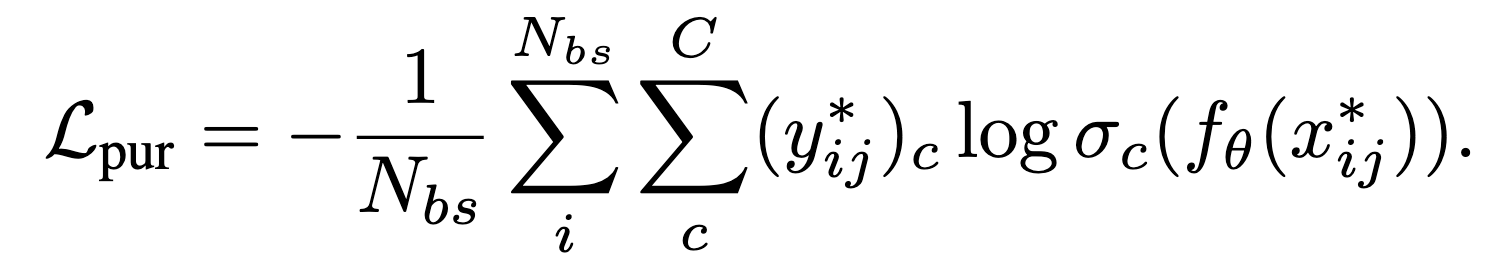 $\mathcal{L}_{\text{pur}} = -\frac{1}{N_{bs}} \sum_{i}^{N_{bs}} \sum_{c}^{C} (y_{ij}^{*})_c \log \sigma_c(f_\theta(x_{ij}^{*})).$